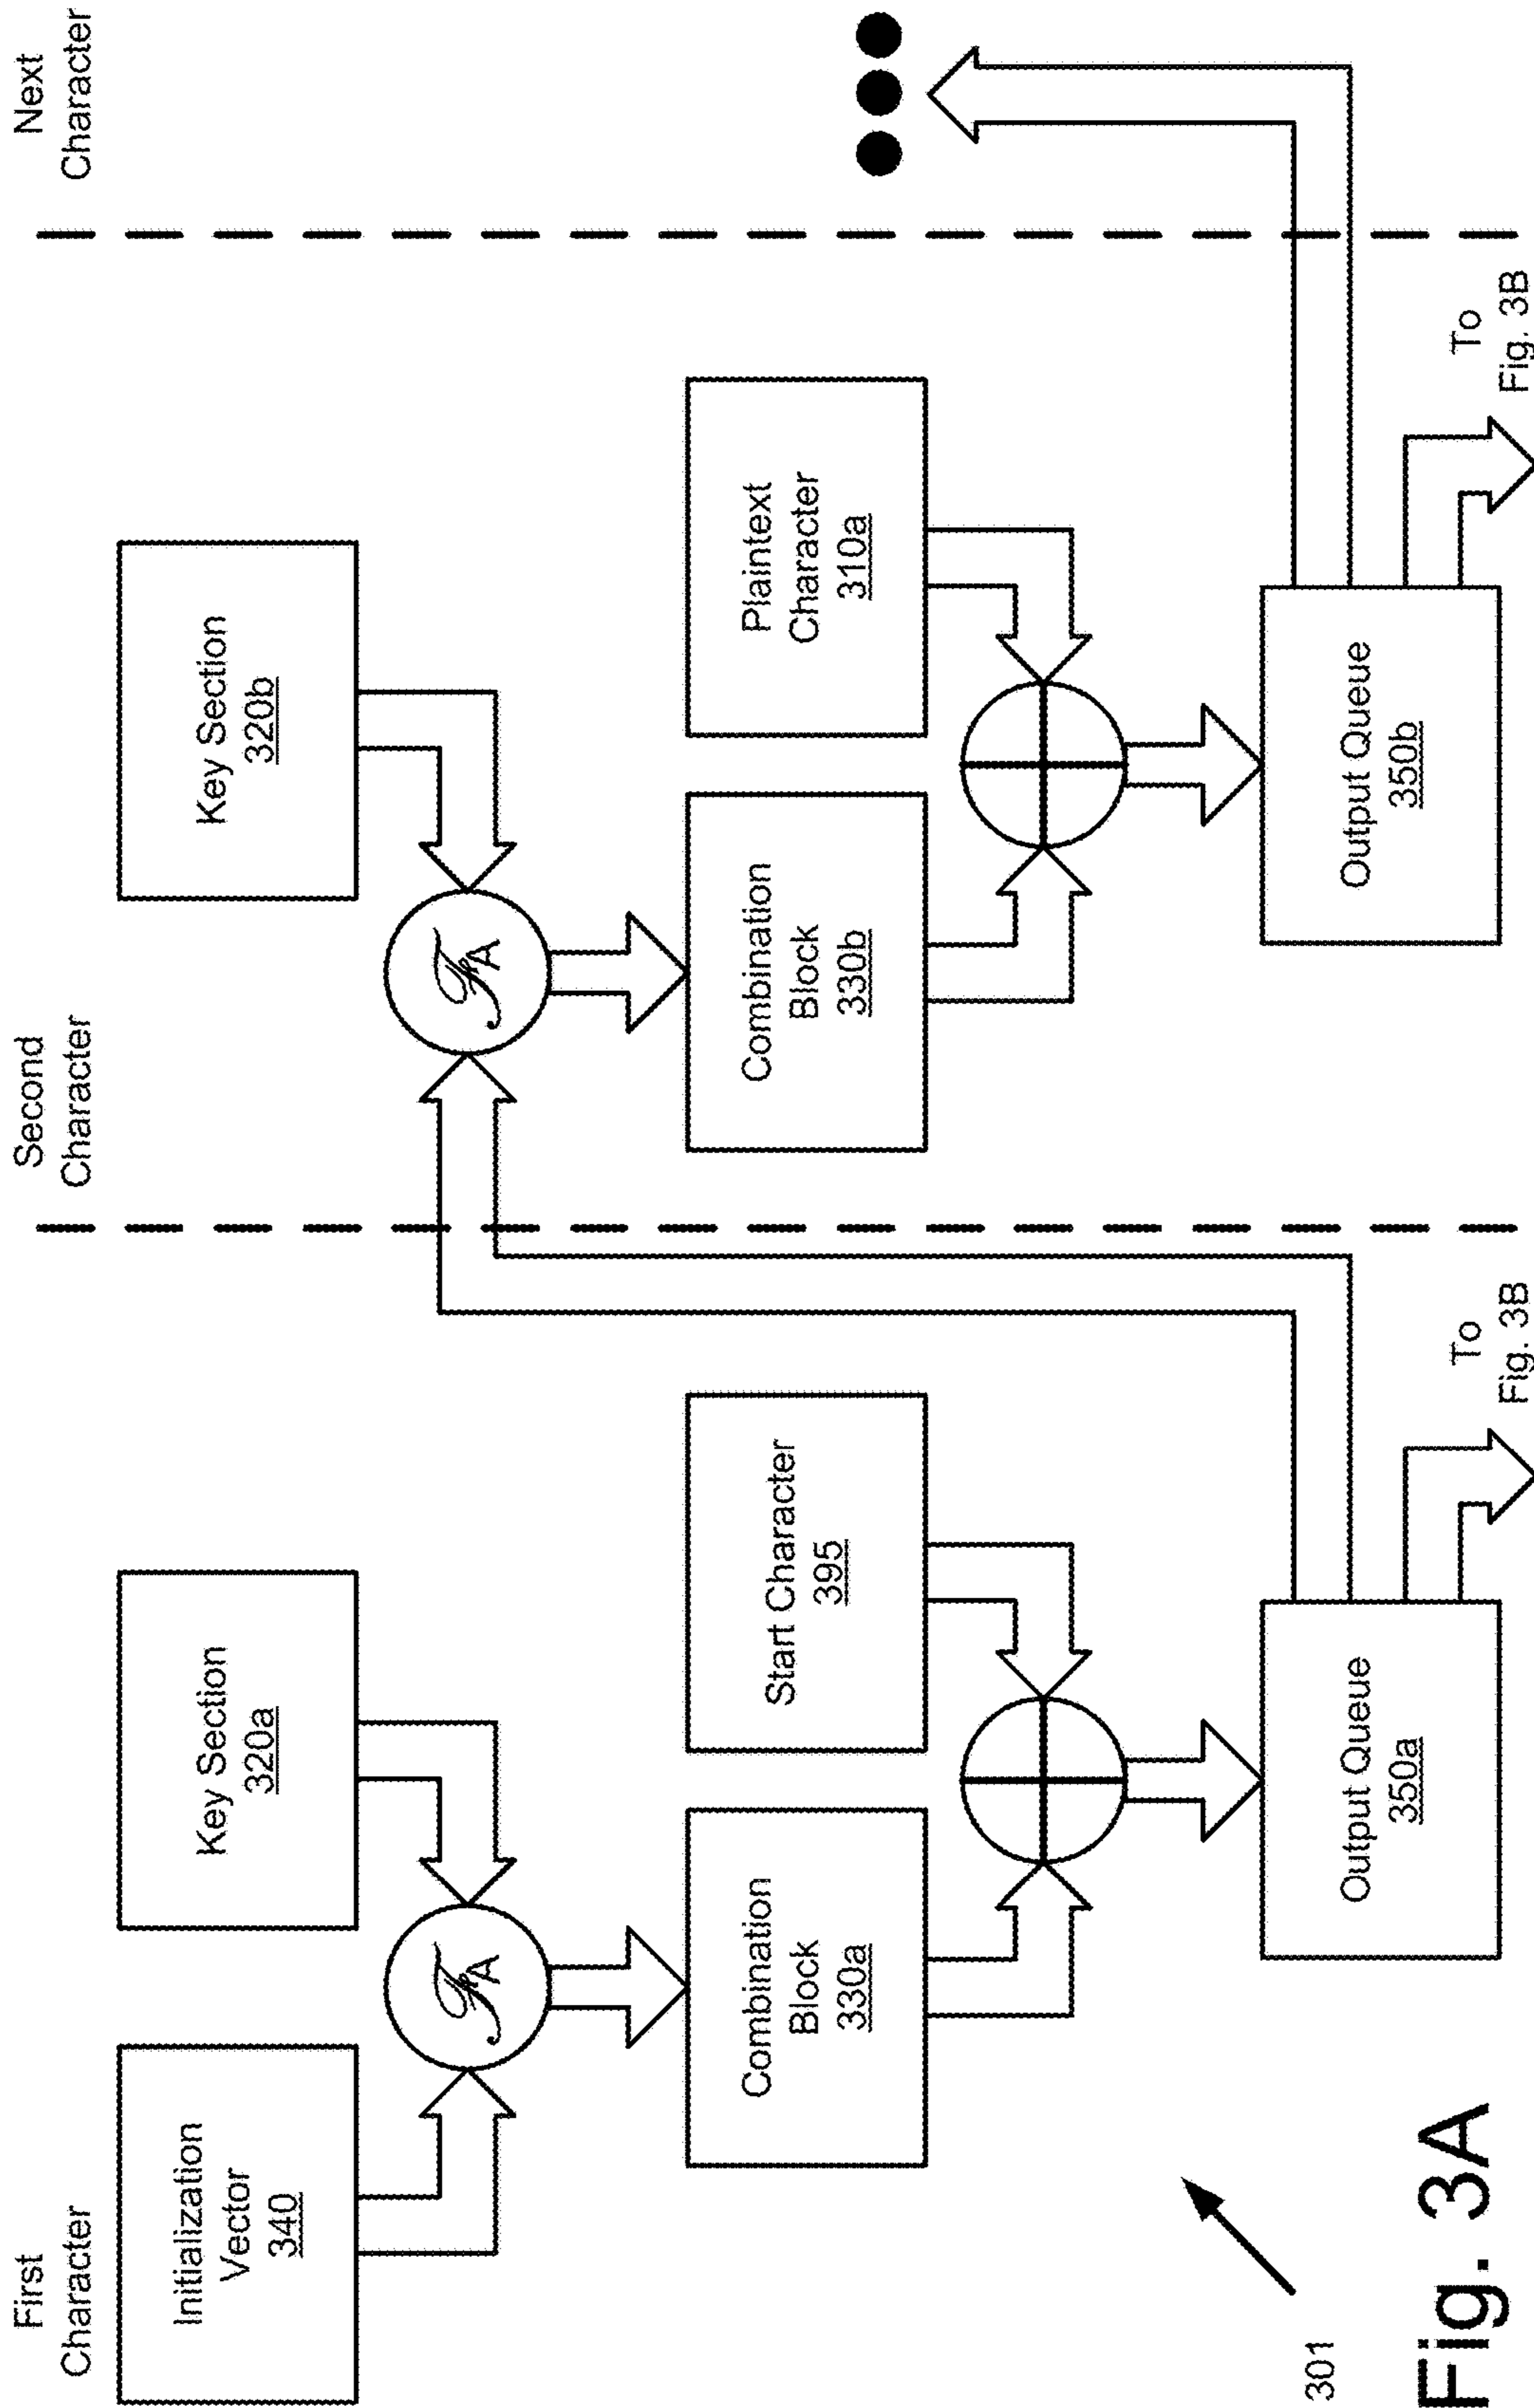 First
Character
Second
Character
Next
Character
Initialization
Vector
340
Key Section
320a
Key Section
320b
Combination
Block
330a
Start Character
395
Combination
Block
330b
Plaintext
Character
310a
Output Queue
350a
To
Fig. 3B
Output Queue
350b
To
Fig. 3B
ℱA
ℱA
301
Fig. 3A